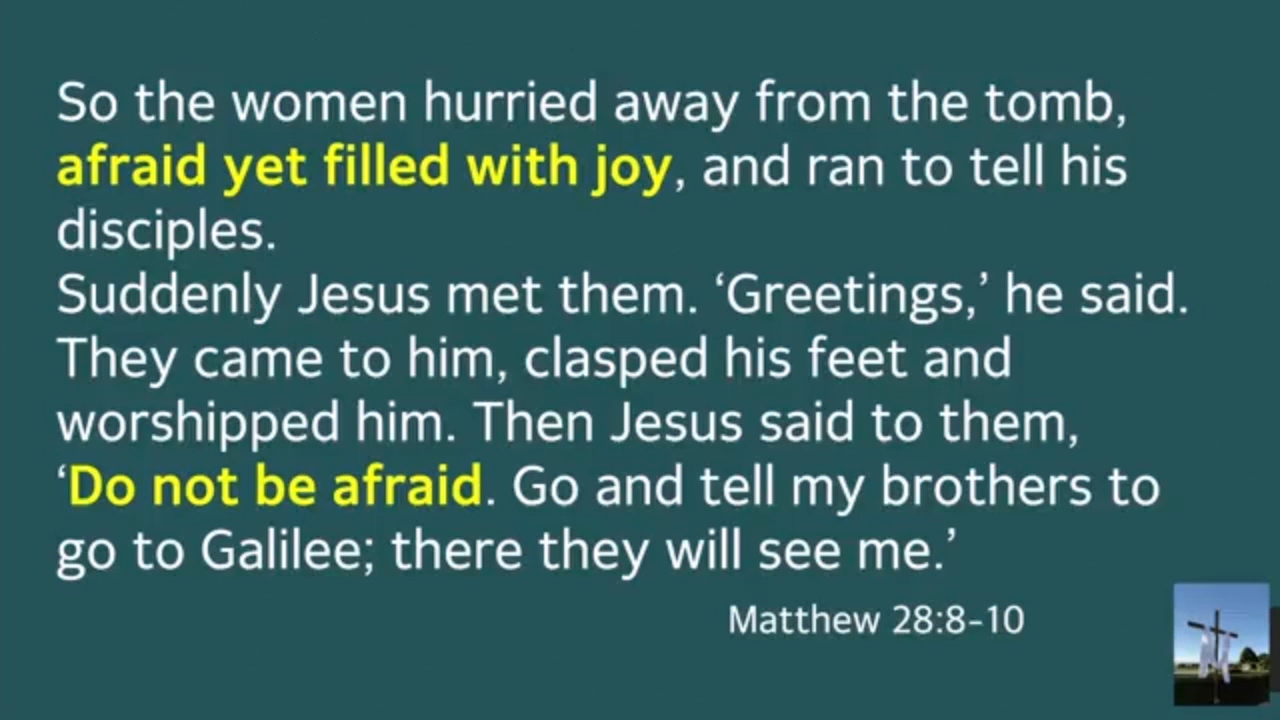 So the women hurried away from the tomb,
afraid yet filled with joy, and ran to tell his
disciples.
Suddenly Jesus met them. ‘Greetings,’ he said.
They came to him, clasped his feet and
worshipped him. Then Jesus said to them,
‘Do not be afraid. Go and tell my brothers to
go to Galilee; there they will see me.’
Matthew 28:8-10